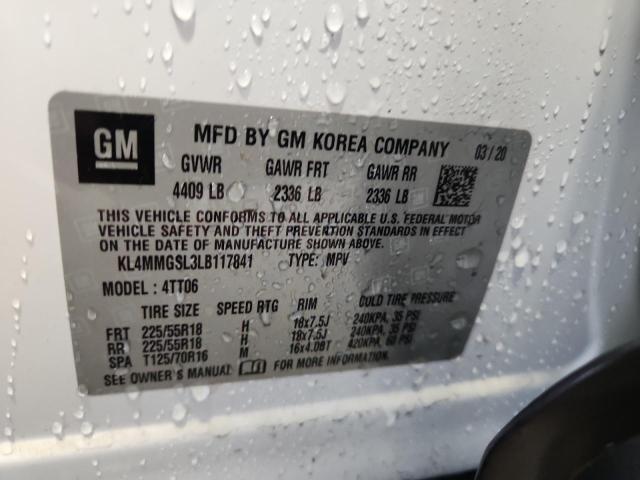 GM
MFD BY GM KOREA COMPANY 03/20
GVWR GAWR FRT GAWR RR
4409 LB 2336 LB 2336 LB
THIS VEHICLE CONFORMS TO ALL APPLICABLE U.S. FEDERAL MOTOR
VEHICLE SAFETY AND THEFT PREVENTION STANDARDS IN EFFECT
ON THE DATE OF MANUFACTURE SHOWN ABOVE.
KL4MMGSL3LB117841 TYPE: MPV
MODEL: 4TT06
TIRE SIZE SPEED RTG RIM COLD TIRE PRESSURE
FRT 225/55R18 H 18x7.5J 240KPA, 35 PSI
RR 225/55R18 H 18x7.5J 240KPA, 35 PSI
SPA T125/70R16 M 16x4.0BT 420KPA, 60 PSI
SEE OWNER'S MANUAL FOR MORE INFORMATION.